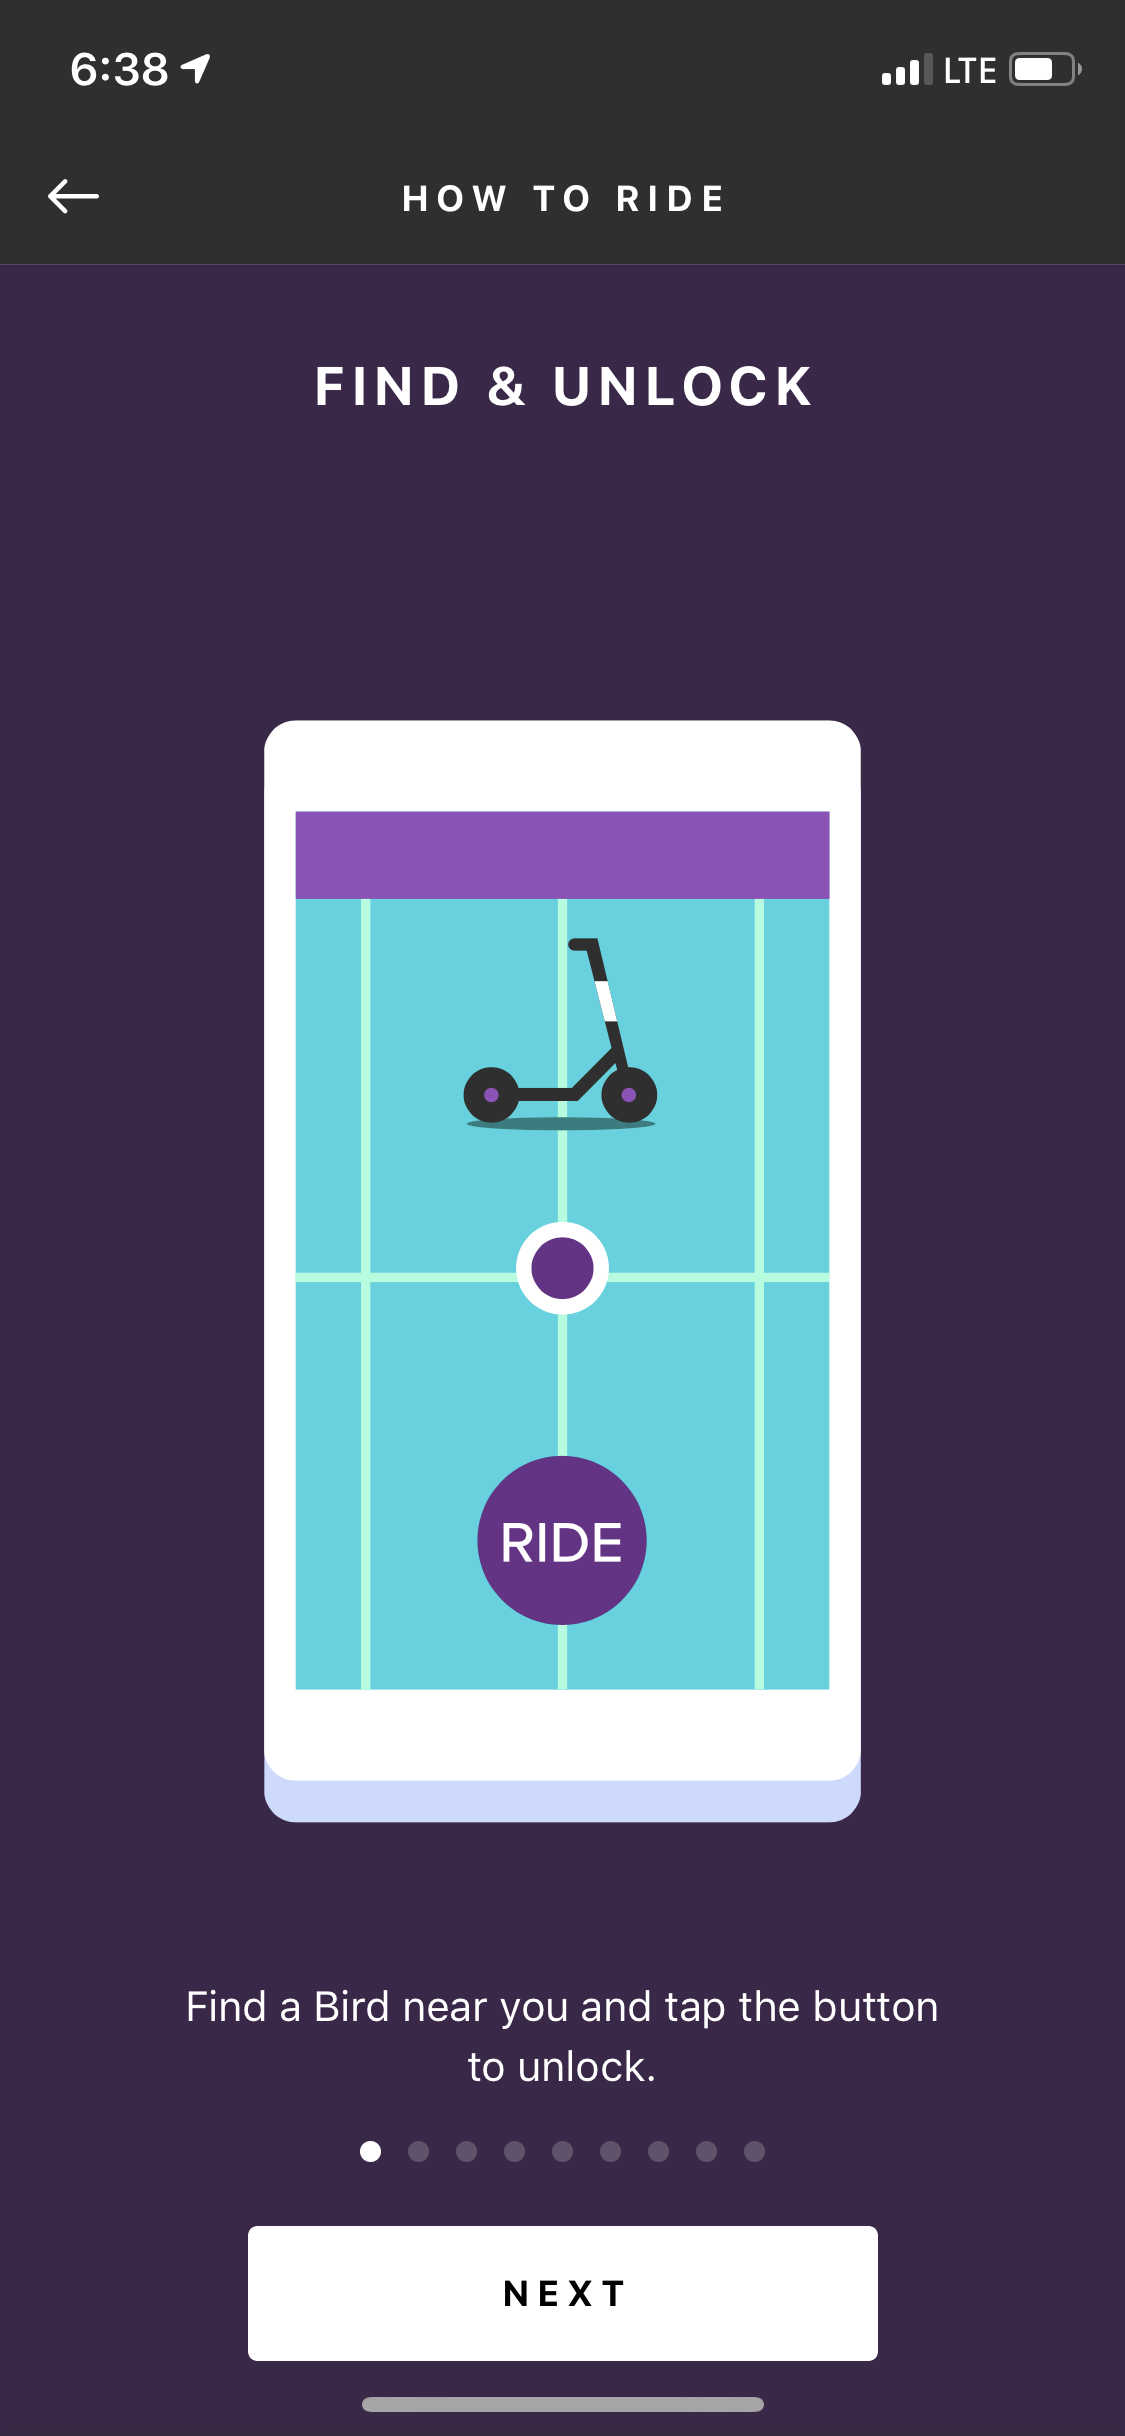 6:38
LTE
HOW TO RIDE
FIND & UNLOCK
RIDE
Find a Bird near you and tap the button
to unlock.
NEXT